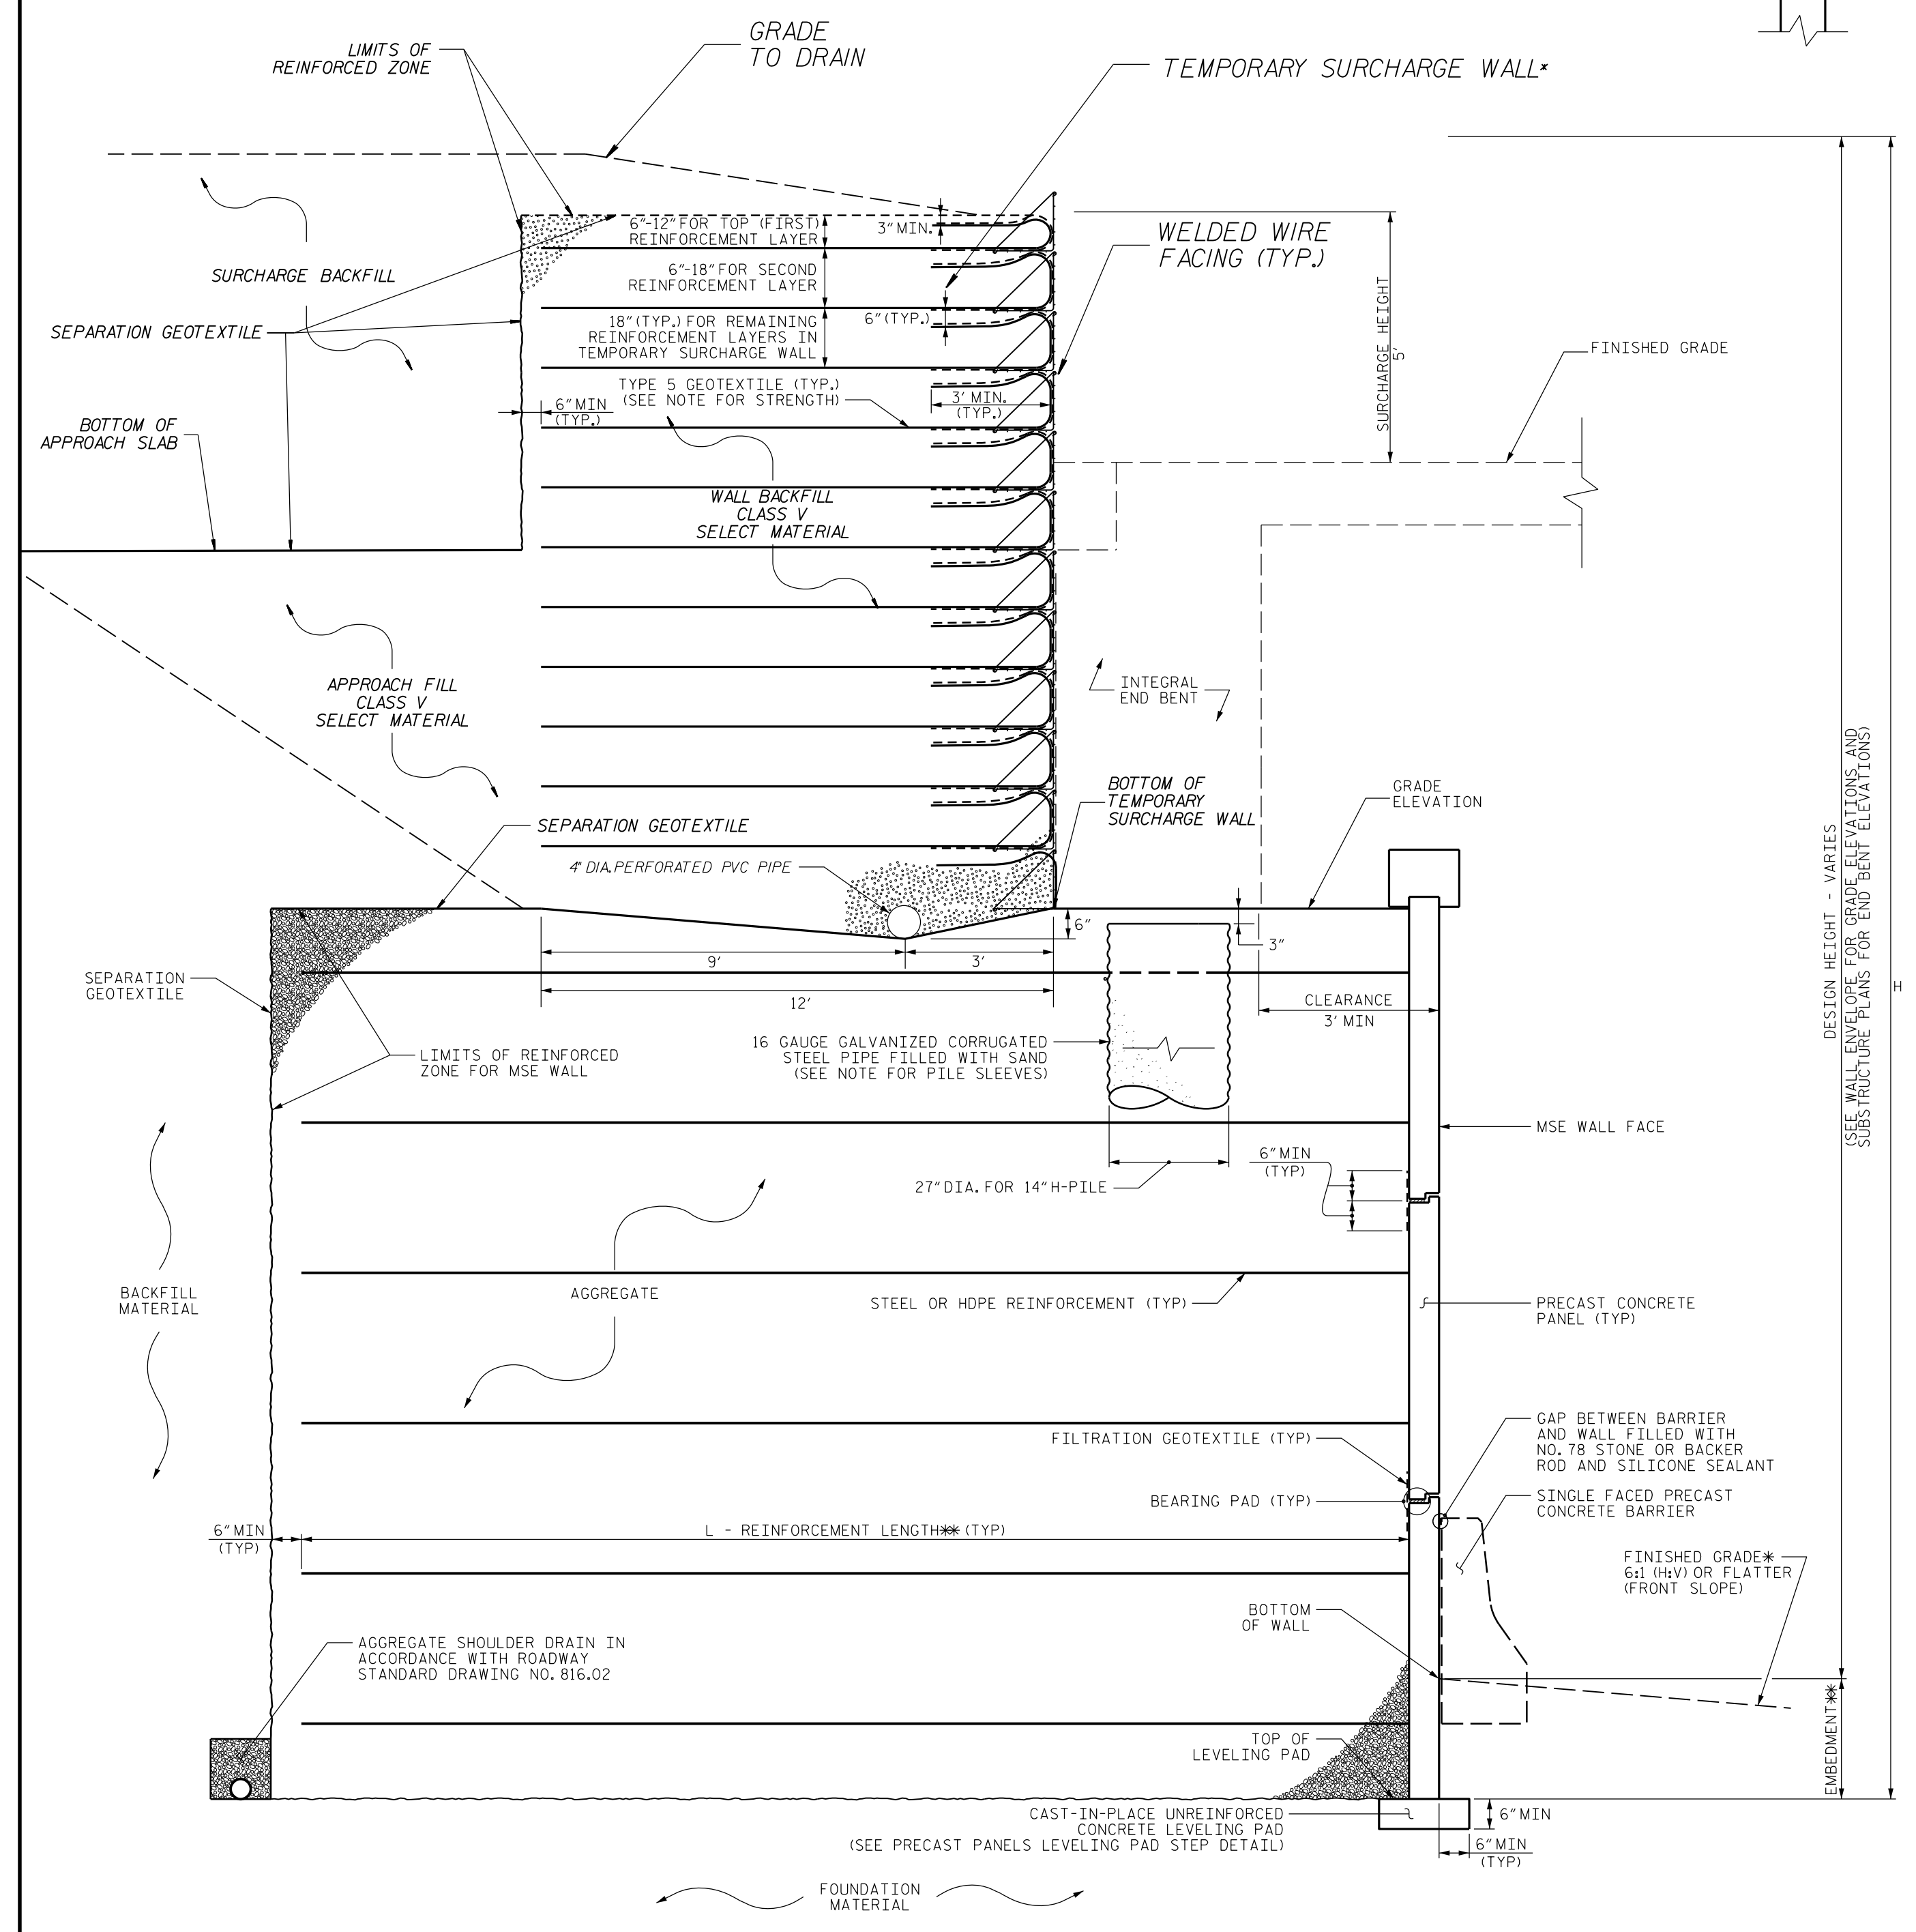 GRADE
TO DRAIN
LIMITS OF
REINFORCED ZONE
TEMPORARY SURCHARGE WALL*
6"-12" FOR TOP (FIRST)
REINFORCEMENT LAYER
3" MIN.
WELDED WIRE
FACING (TYP.)
SURCHARGE BACKFILL
6"-18" FOR SECOND
REINFORCEMENT LAYER
SURCHARGE HEIGHT
5'
SEPARATION GEOTEXTILE
18" (TYP.) FOR REMAINING
REINFORCEMENT LAYERS IN
TEMPORARY SURCHARGE WALL
6" (TYP.)
FINISHED GRADE
TYPE 5 GEOTEXTILE (TYP.)
(SEE NOTE FOR STRENGTH)
6" MIN
(TYP.)
3' MIN.
(TYP.)
BOTTOM OF
APPROACH SLAB
WALL BACKFILL
CLASS V
SELECT MATERIAL
APPROACH FILL
CLASS V
SELECT MATERIAL
INTEGRAL
END BENT
BOTTOM OF
TEMPORARY
SURCHARGE WALL
GRADE
ELEVATION
SEPARATION GEOTEXTILE
4" DIA. PERFORATED PVC PIPE
DESIGN HEIGHT - VARIES
(SEE WALL ENVELOPE FOR GRADE ELEVATIONS AND
SUBSTRUCTURE PLANS FOR END BENT ELEVATIONS)
H
6"
3"
9'
3'
12'
SEPARATION
GEOTEXTILE
CLEARANCE
3' MIN
16 GAUGE GALVANIZED CORRUGATED
STEEL PIPE FILLED WITH SAND
(SEE NOTE FOR PILE SLEEVES)
LIMITS OF REINFORCED
ZONE FOR MSE WALL
MSE WALL FACE
6" MIN
(TYP)
27" DIA. FOR 14" H-PILE
BACKFILL
MATERIAL
AGGREGATE
STEEL OR HDPE REINFORCEMENT (TYP)
PRECAST CONCRETE
PANEL (TYP)
FILTRATION GEOTEXTILE (TYP)
GAP BETWEEN BARRIER
AND WALL FILLED WITH
NO. 78 STONE OR BACKER
ROD AND SILICONE SEALANT
BEARING PAD (TYP)
SINGLE FACED PRECAST
CONCRETE BARRIER
6" MIN
(TYP)
L - REINFORCEMENT LENGTH** (TYP)
FINISHED GRADE*
6:1 (H:V) OR FLATTER
(FRONT SLOPE)
BOTTOM
OF WALL
AGGREGATE SHOULDER DRAIN IN
ACCORDANCE WITH ROADWAY
STANDARD DRAWING NO. 816.02
EMBEDMENT**
TOP OF
LEVELING PAD
CAST-IN-PLACE UNREINFORCED
CONCRETE LEVELING PAD
(SEE PRECAST PANELS LEVELING PAD STEP DETAIL)
6" MIN
6" MIN
(TYP)
FOUNDATION
MATERIAL